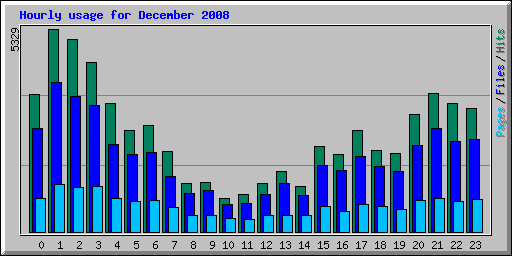 Hourly usage for December 2008
5329
Pages / Files / Hits
0 1 2 3 4 5 6 7 8 9 10 11 12 13 14 15 16 17 18 19 20 21 22 23